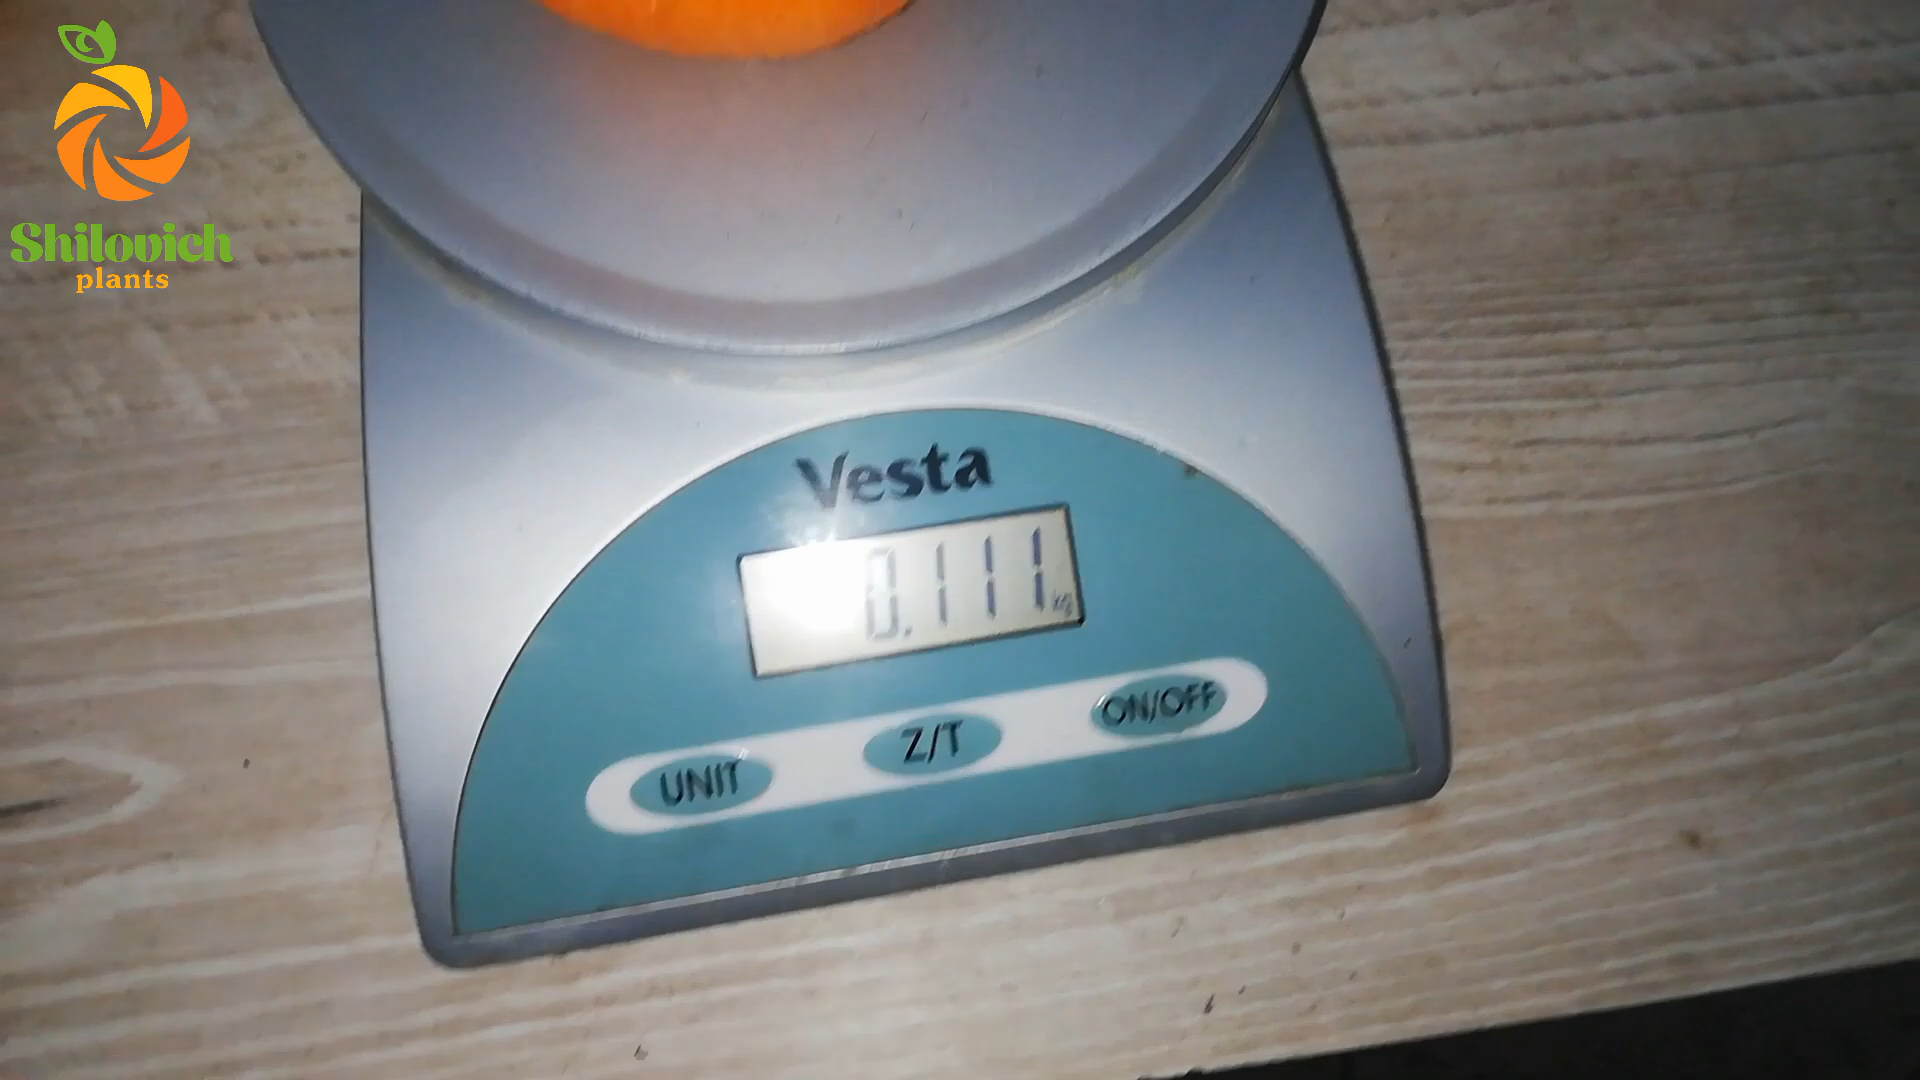 Shilovich
plants
Vesta
0.111 kg
UNIT
Z/T
ON/OFF